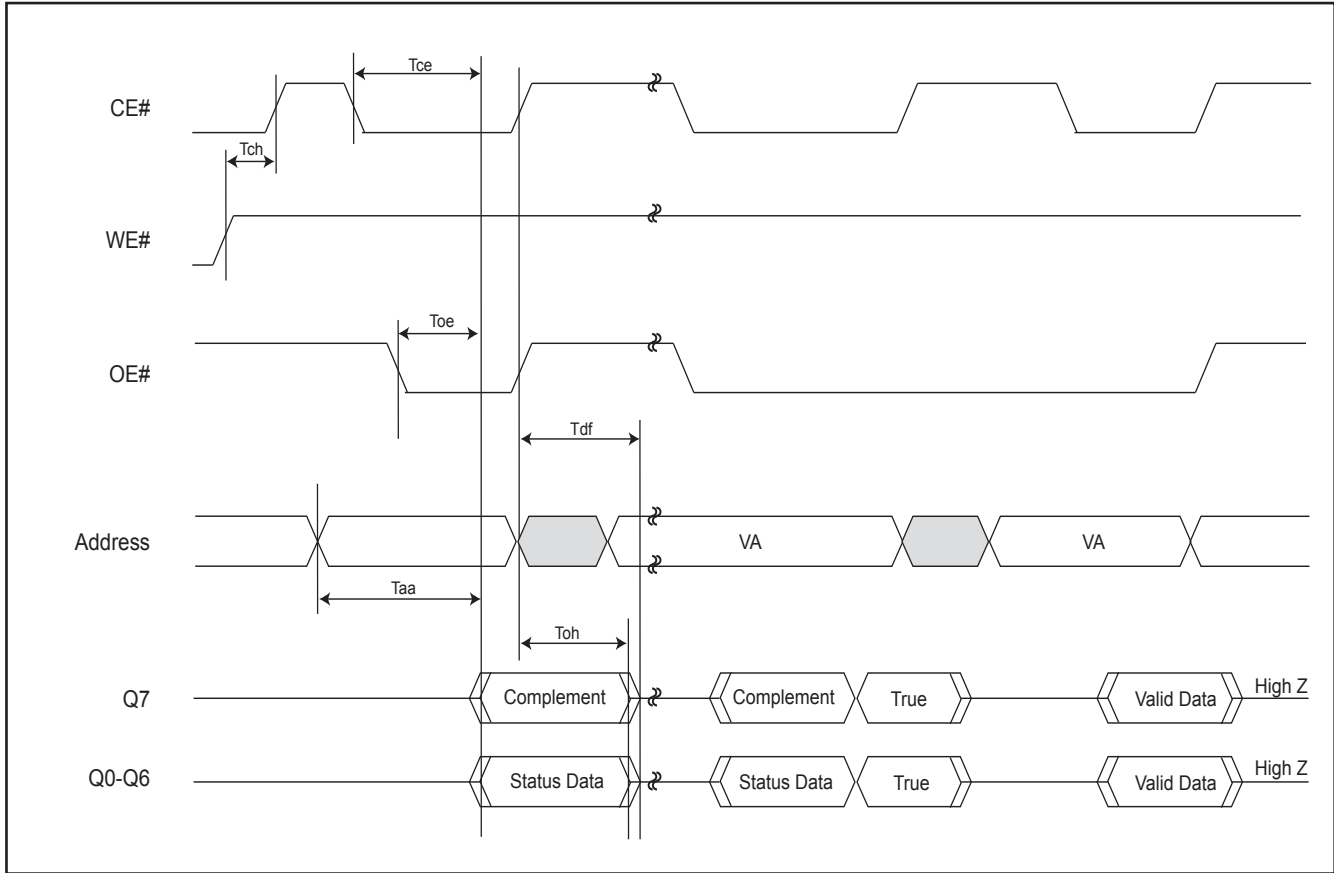 Tce
CE#
Tch
WE#
Toe
OE#
Tdf
Address
VA
VA
Taa
Toh
Q7
Complement
Complement
True
Valid Data
High Z
Q0-Q6
Status Data
Status Data
True
Valid Data
High Z